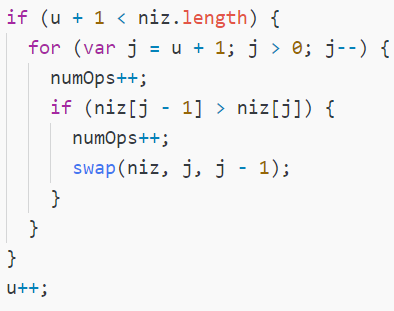 if (u + 1 < niz.length) {
  for (var j = u + 1; j > 0; j--) {
    numOps++;
    if (niz[j - 1] > niz[j]) {
      numOps++;
      swap(niz, j, j - 1);
    }
  }
}
u++;